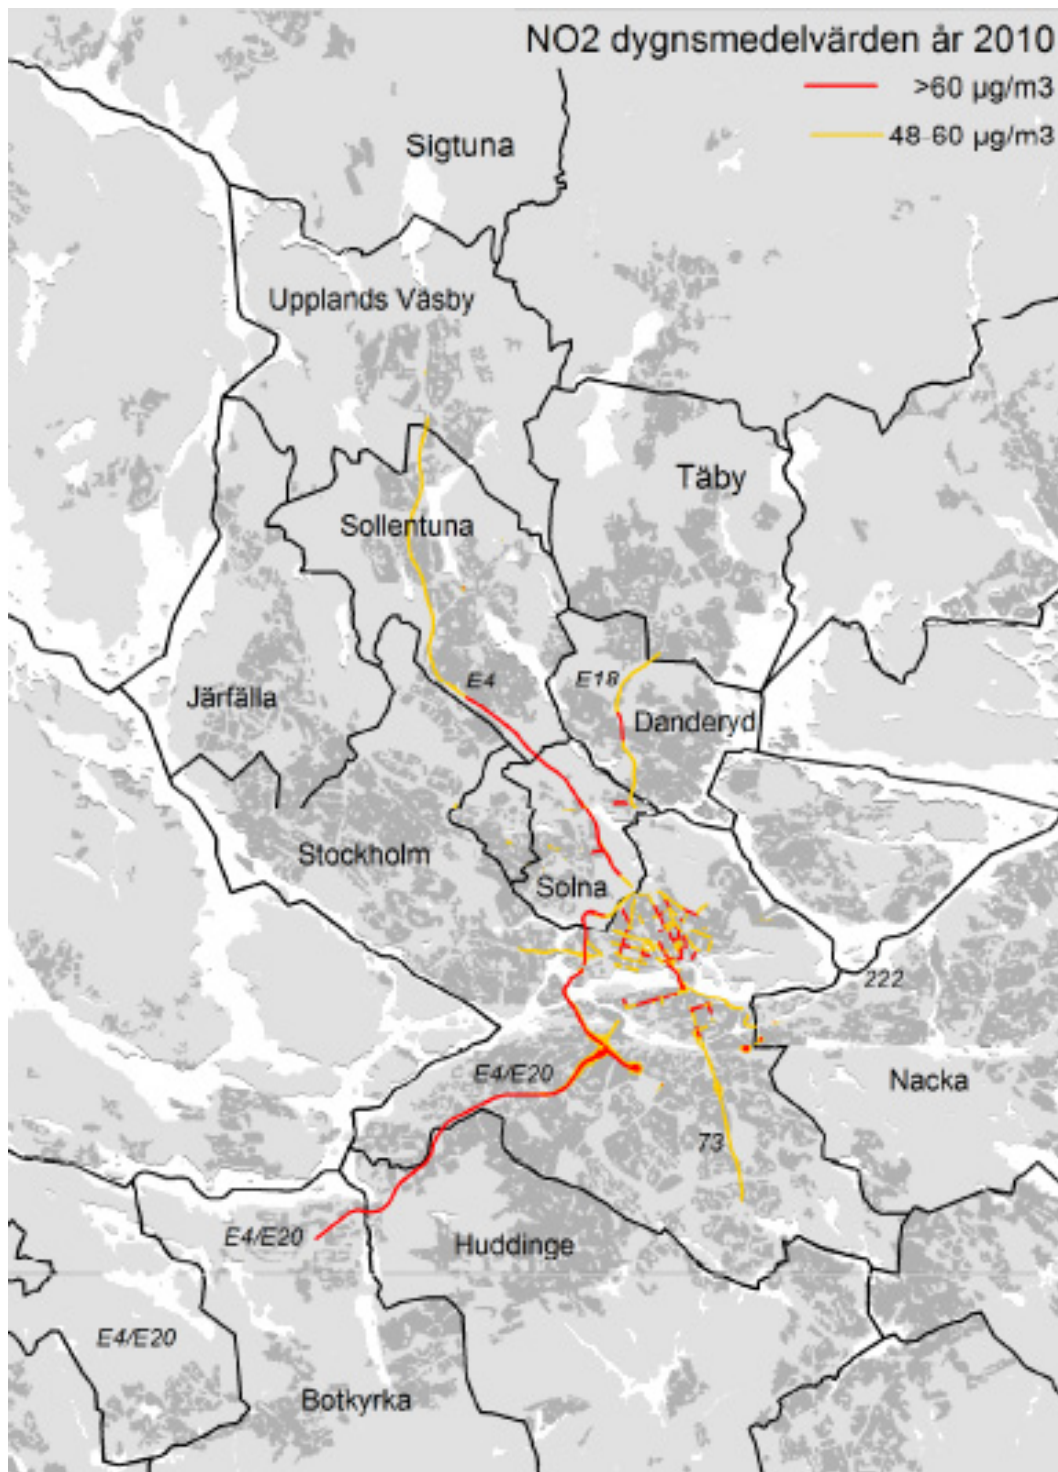 NO2 dygnsmedelvärden år 2010
>60 µg/m3
48-60 µg/m3
Sigtuna
Upplands Väsby
Täby
Sollentuna
E4
E18
Järfälla
Danderyd
Stockholm
Solna
222
E4/E20
Nacka
73
E4/E20
Huddinge
E4/E20
Botkyrka